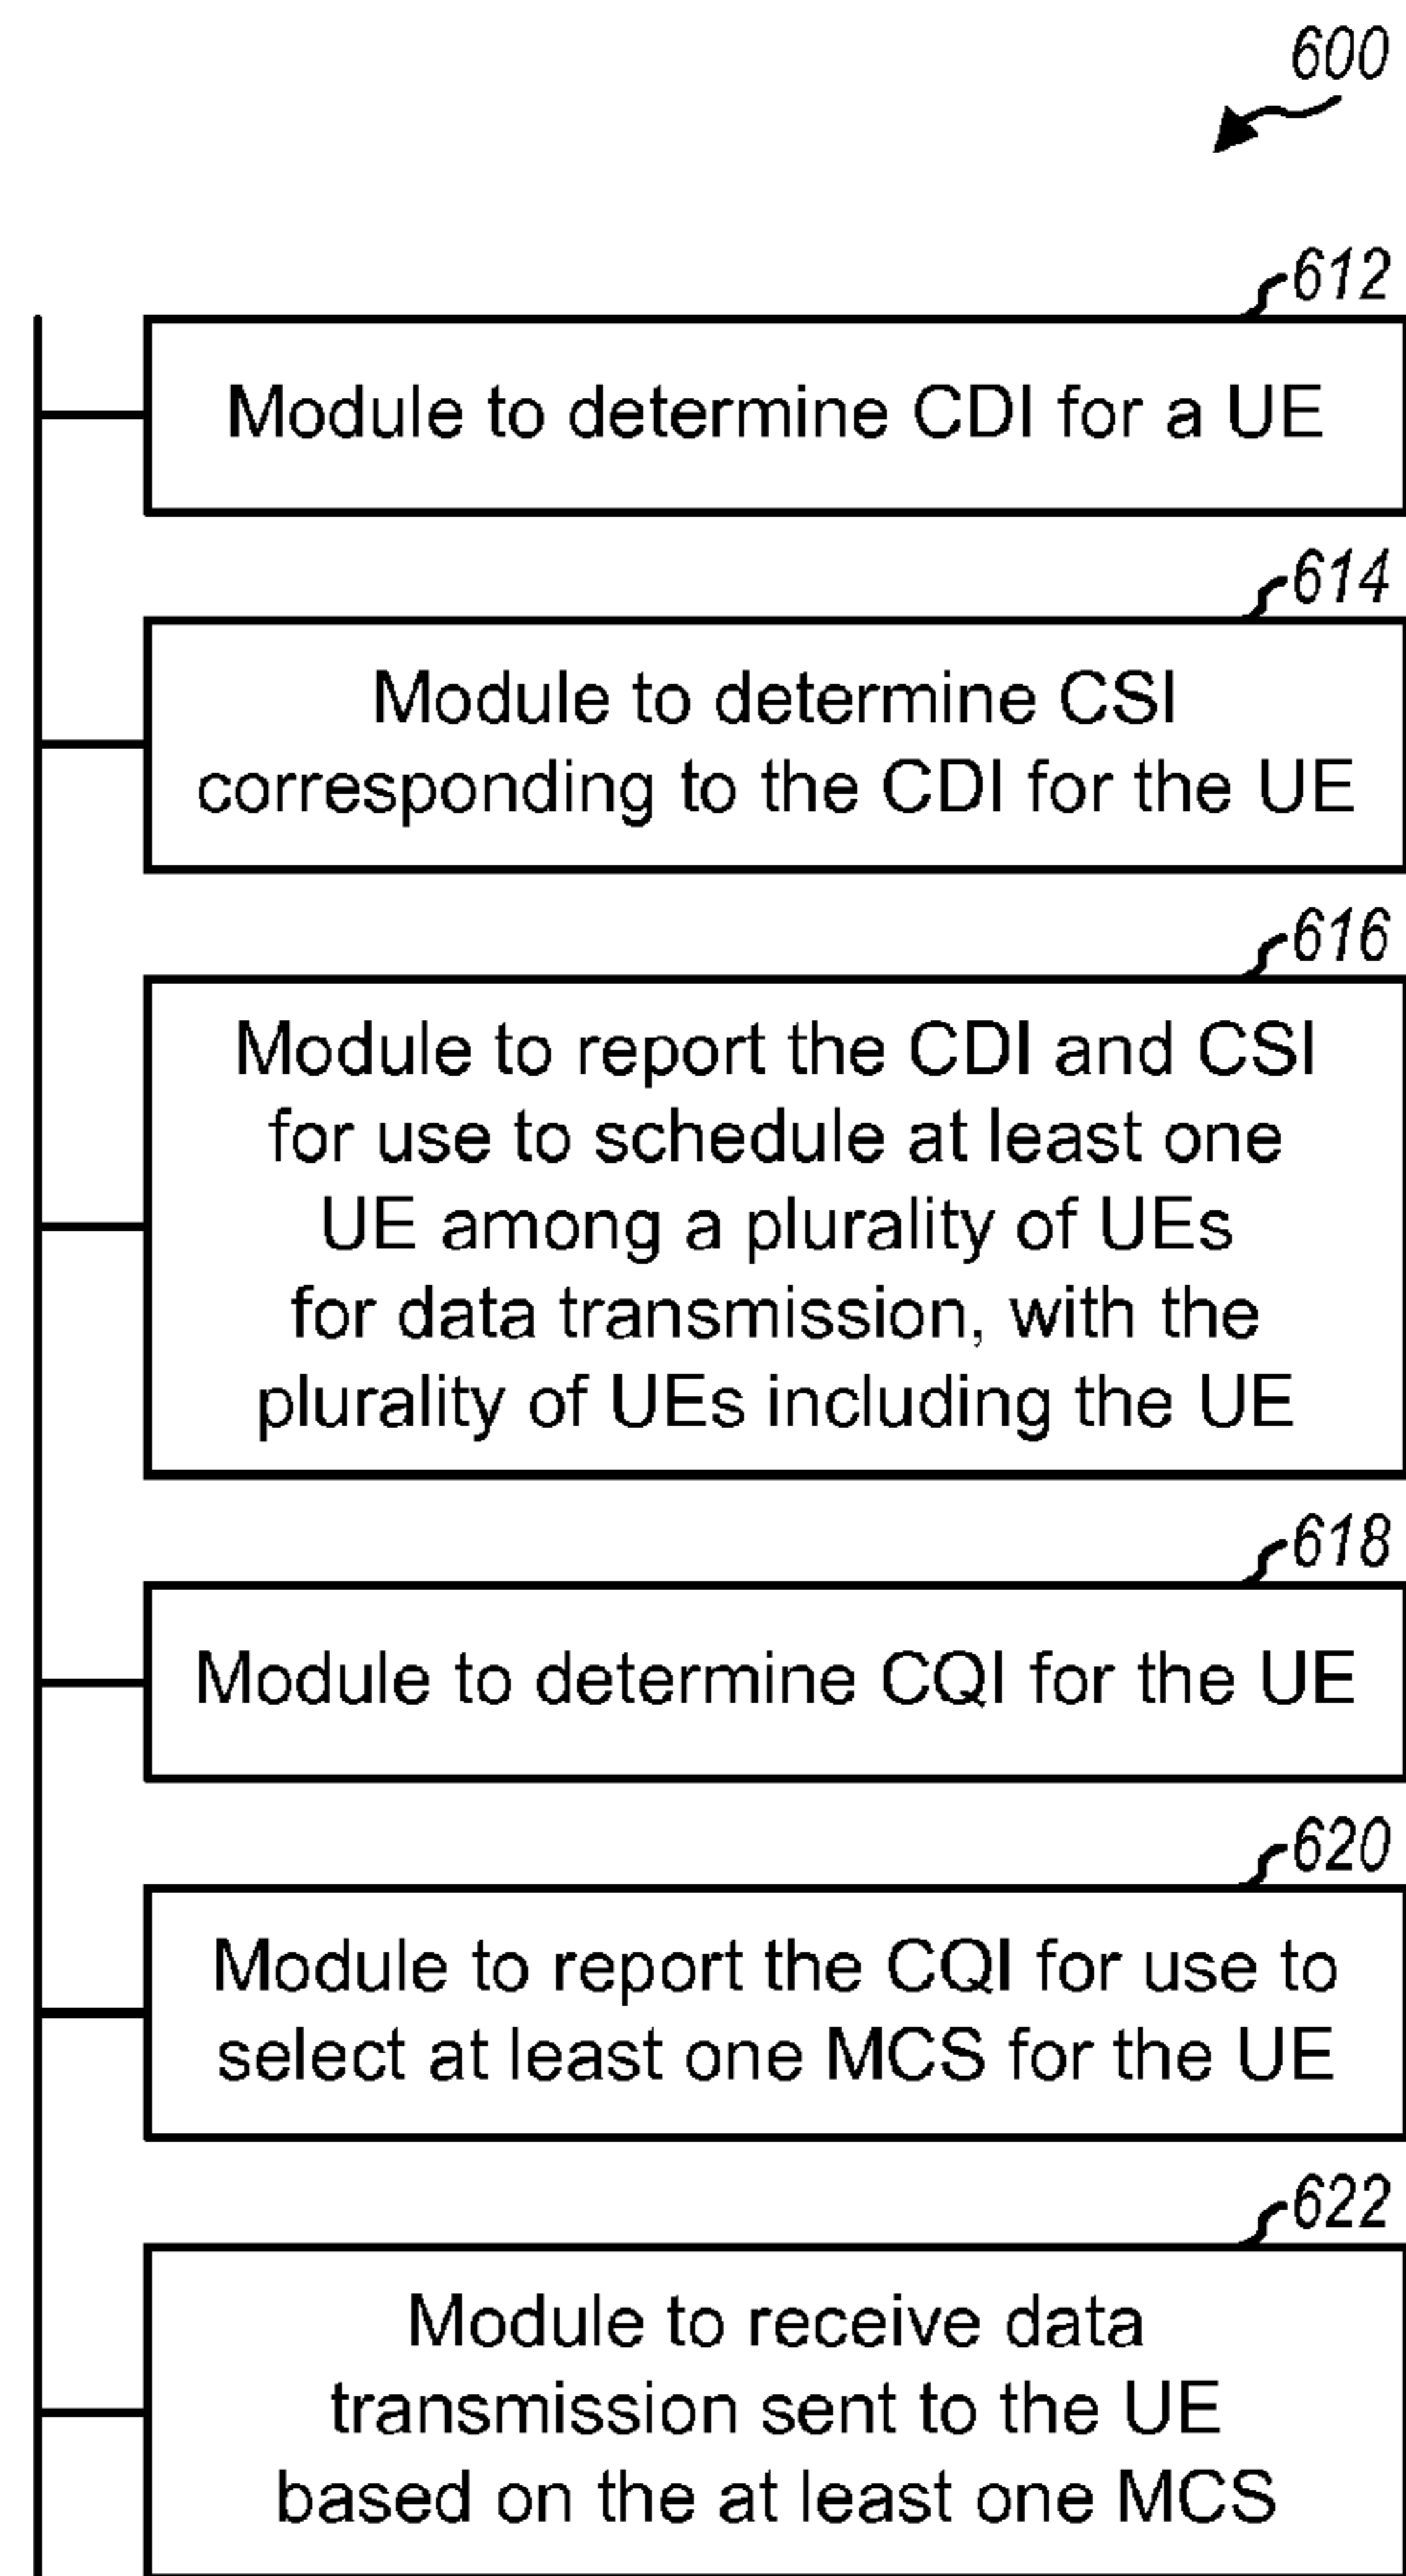 600
612
Module to determine CDI for a UE
614
Module to determine CSI
corresponding to the CDI for the UE
616
Module to report the CDI and CSI
for use to schedule at least one
UE among a plurality of UEs
for data transmission, with the
plurality of UEs including the UE
618
Module to determine CQI for the UE
620
Module to report the CQI for use to
select at least one MCS for the UE
622
Module to receive data
transmission sent to the UE
based on the at least one MCS